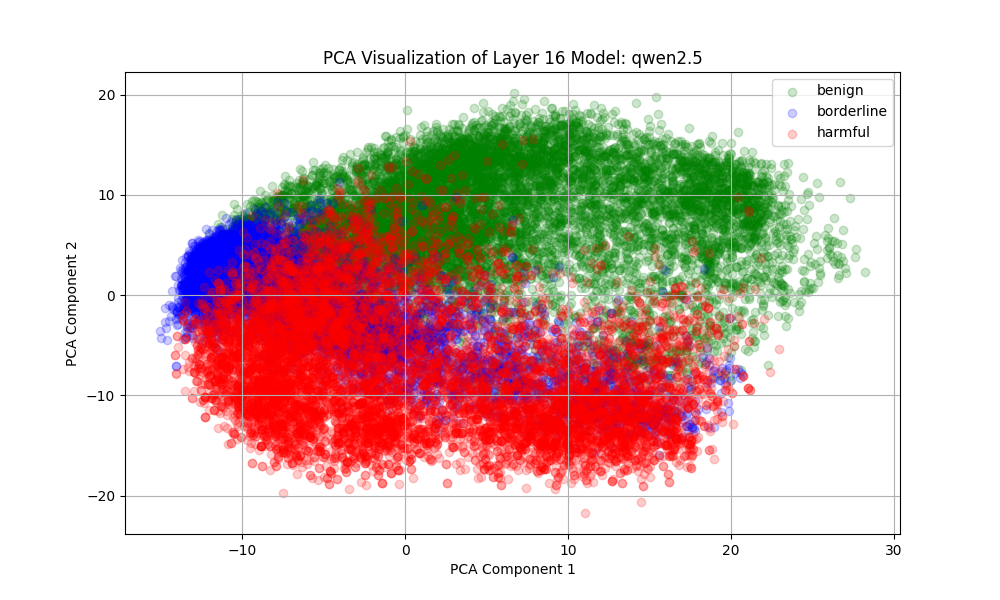 PCA Visualization of Layer 16 Model: qwen2.5
benign
borderline
harmful
20
10
0
−10
−20
PCA Component 2
−10
0
10
20
30
PCA Component 1